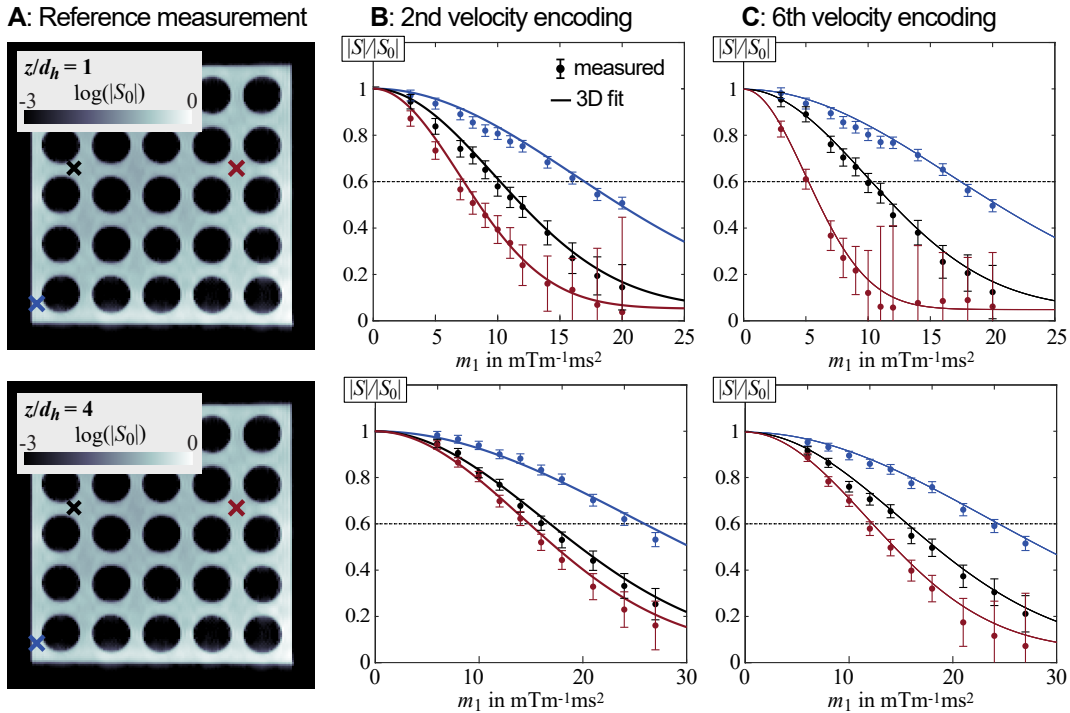 A: Reference measurement
z/dₕ = 1
log(|S₀|)
-3 0
B: 2nd velocity encoding
|S|/|S₀|
measured
3D fit
1
0.8
0.6
0.4
0.2
0
0 5 10 15 20 25
m₁ in mTm⁻¹ms²
C: 6th velocity encoding
|S|/|S₀|
1
0.8
0.6
0.4
0.2
0
0 5 10 15 20 25
m₁ in mTm⁻¹ms²
z/dₕ = 4
log(|S₀|)
-3 0
|S|/|S₀|
1
0.8
0.6
0.4
0.2
0
10 20 30
m₁ in mTm⁻¹ms²
|S|/|S₀|
1
0.8
0.6
0.4
0.2
0
10 20 30
m₁ in mTm⁻¹ms²